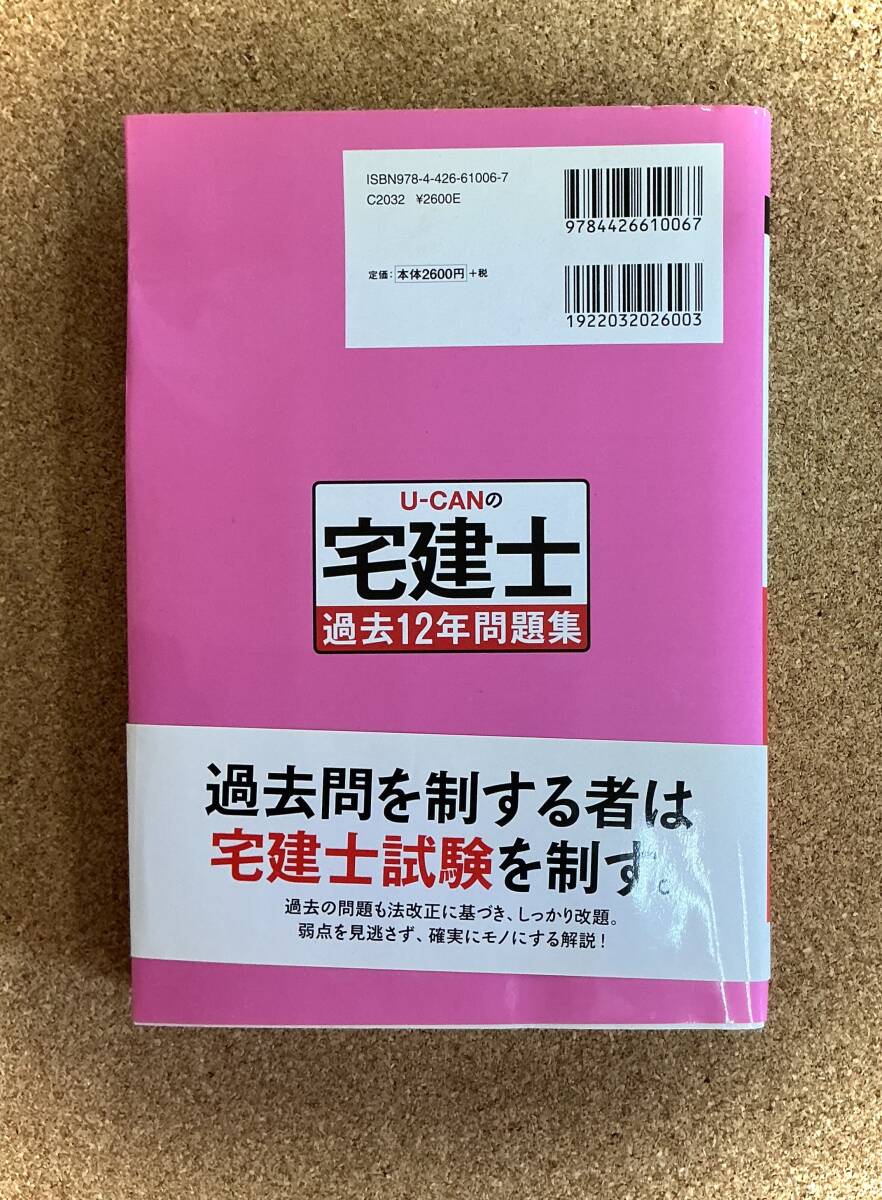 ISBN978-4-426-61006-7
C2032 ¥2600E
9784426610067
定価：本体2600円+税
1922032026003
U-CANの
宅建士
過去12年問題集
過去問を制する者は
宅建士試験を制す。
過去の問題も法改正に基づき、しっかり改題。
弱点を見逃さず、確実にモノにする解説！